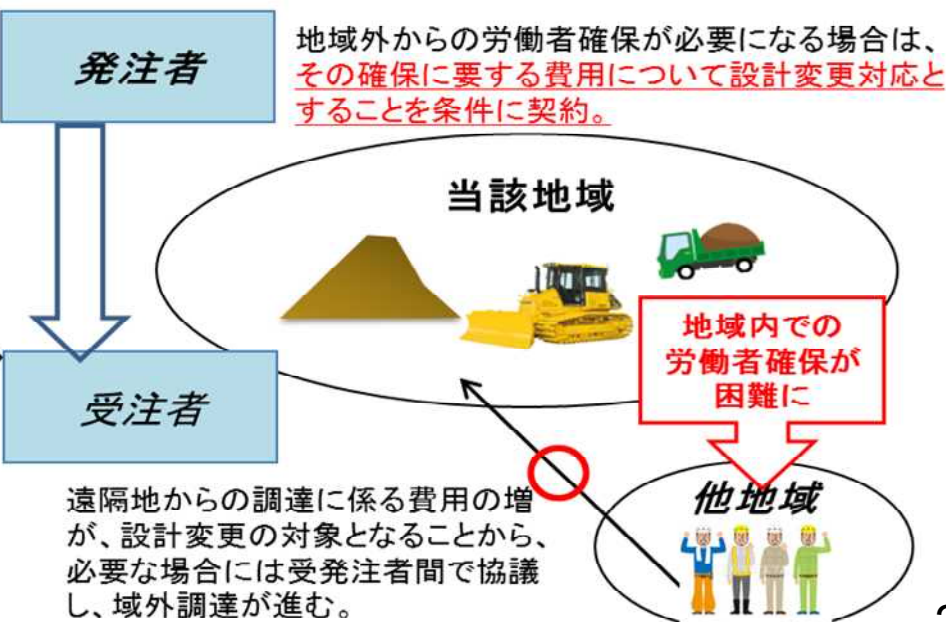 発注者
地域外からの労働者確保が必要になる場合は、
その確保に要する費用について設計変更対応と
することを条件に契約。
当該地域
地域内での
労働者確保が
困難に
受注者
他地域
遠隔地からの調達に係る費用の増
が、設計変更の対象となることから、
必要な場合には受発注者間で協議
し、域外調達が進む。